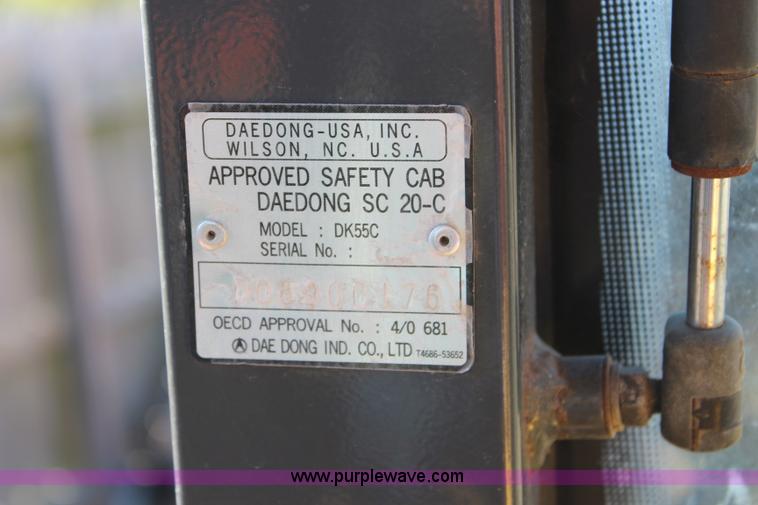 DAEDONG-USA, INC.
WILSON, NC. U.S.A
APPROVED SAFETY CAB
DAEDONG SC 20-C
MODEL : DK55C
SERIAL No. :
OECD APPROVAL No. : 4/0 681
DAE DONG IND. CO., LTD T4686-53652
www.purplewave.com